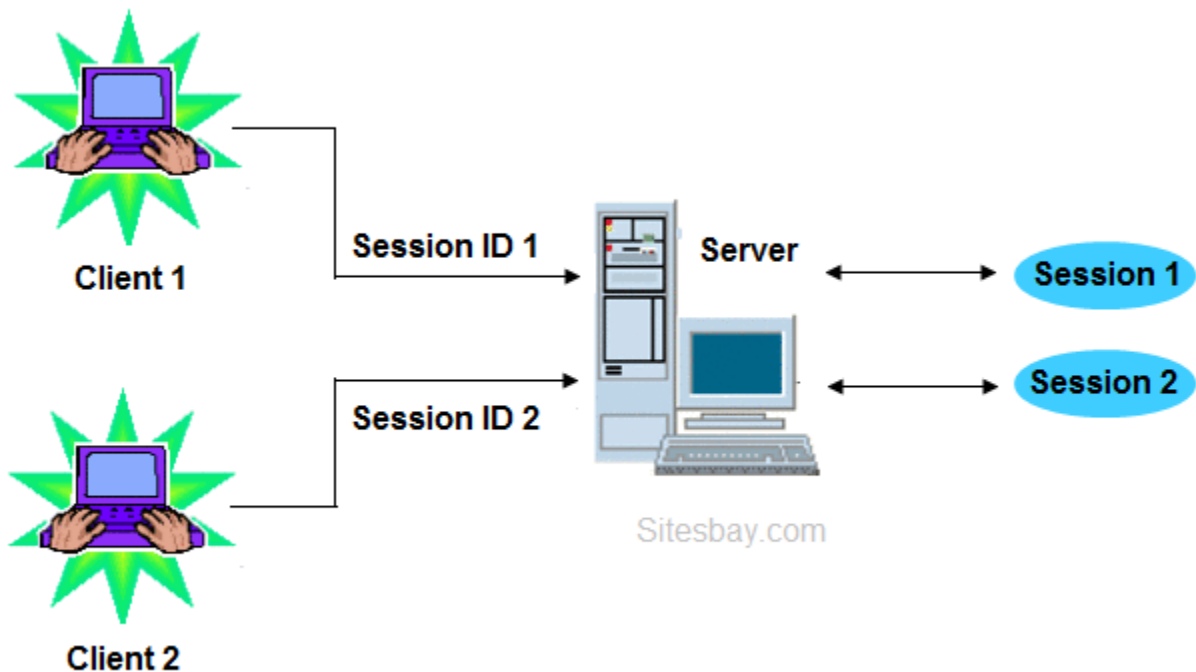 Client 1
Session ID 1
Server
Session 1
Session 2
Session ID 2
Sitesbay.com
Client 2